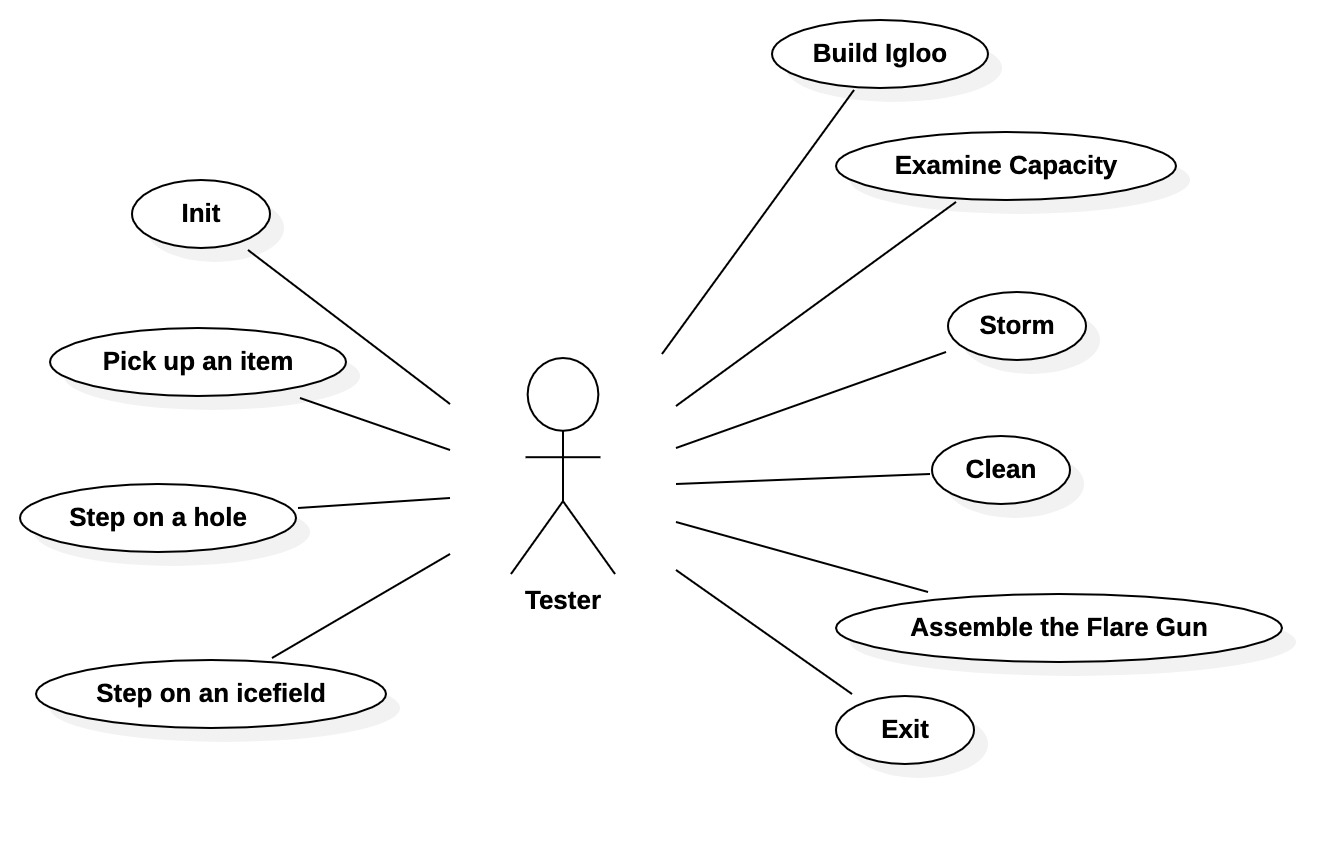 Build Igloo
Examine Capacity
Init
Storm
Pick up an item
Clean
Step on a hole
Tester
Assemble the Flare Gun
Step on an icefield
Exit